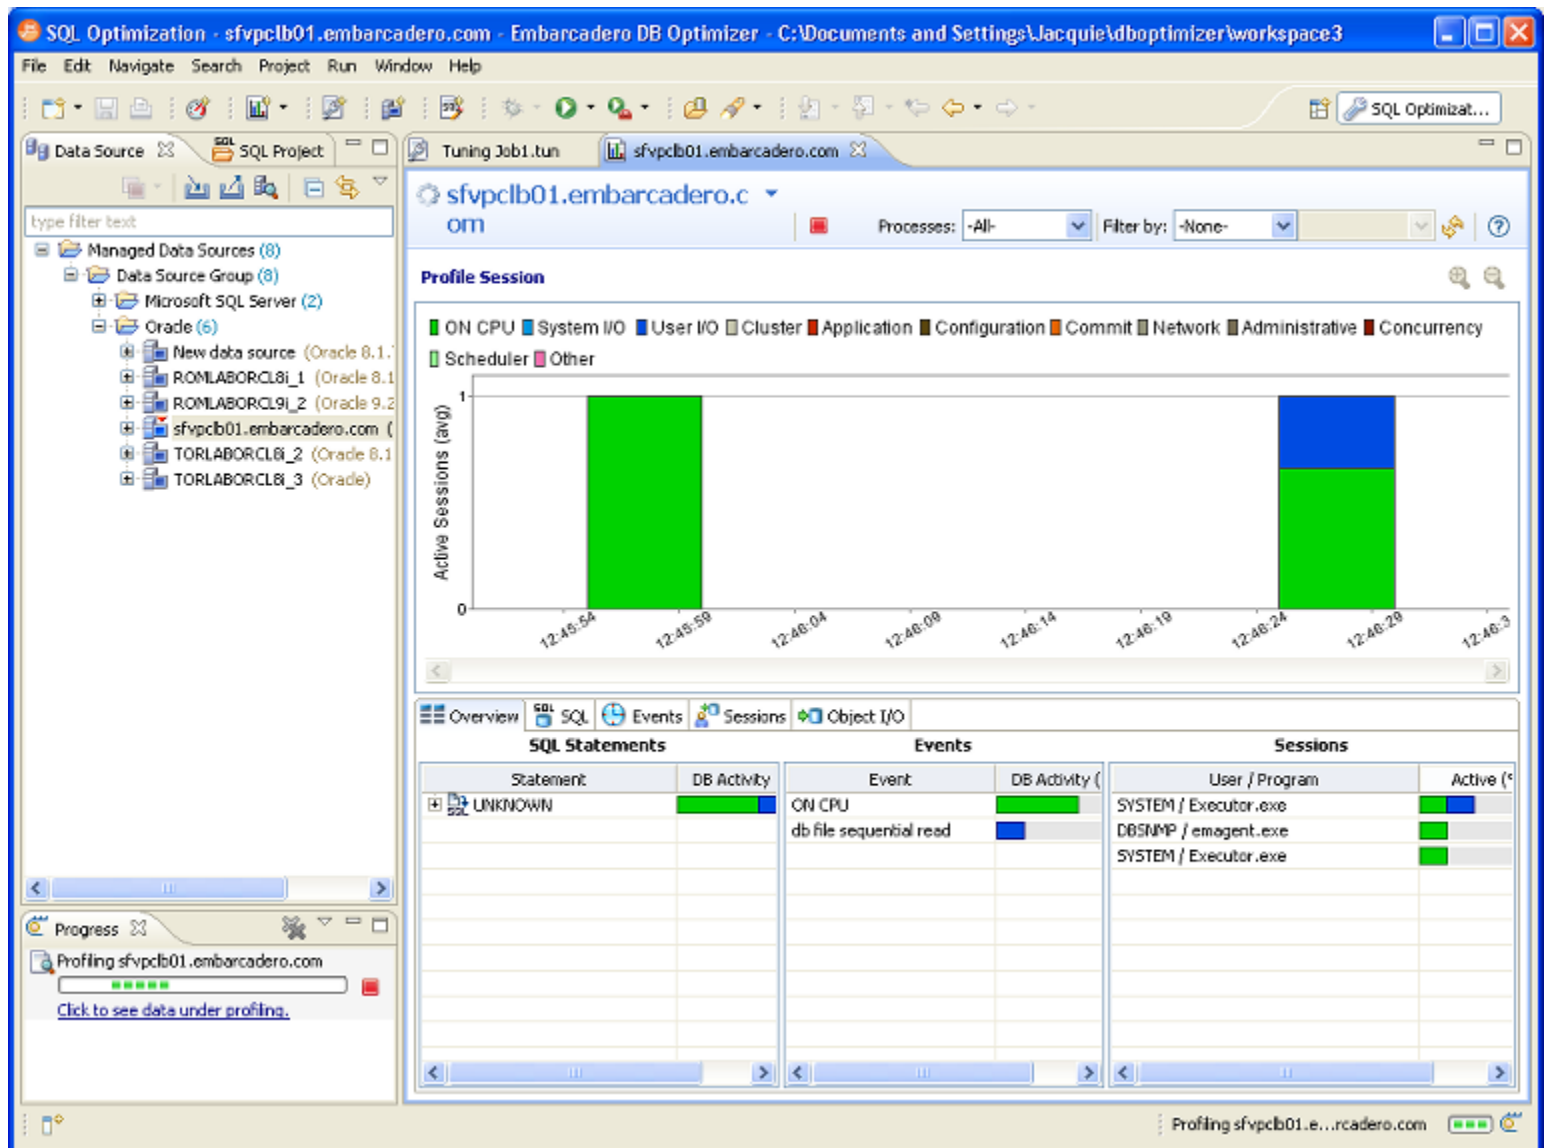 SQL Optimization - sfvpclb01.embarcadero.com - Embarcadero DB Optimizer - C:\Documents and Settings\Jacquie\dboptimizer\workspace3
File Edit Navigate Search Project Run Window Help
SQL Optimizat...
Data Source
SQL Project
Tuning Job1.tun
sfvpclb01.embarcadero.com
type filter text
Managed Data Sources (8)
Data Source Group (8)
Microsoft SQL Server (2)
Oracle (6)
New data source (Oracle 8.1.
ROMLABORCL8i_1 (Oracle 8.1
ROMLABORCL9i_2 (Oracle 9.2
sfvpclb01.embarcadero.com (
TORLABORCL8i_2 (Oracle 8.1
TORLABORCL8i_3 (Oracle)
Progress
Profiling sfvpclb01.embarcadero.com
Click to see data under profiling.
sfvpclb01.embarcadero.c
om
Processes: -All- Filter by: -None-
Profile Session
ON CPU System I/O User I/O Cluster Application Configuration Commit Network Administrative Concurrency
Scheduler Other
Active Sessions (avg)
1
0
12:45:54 12:45:59 12:46:04 12:46:09 12:46:14 12:46:19 12:46:24 12:46:29 12:46:3
Overview SQL Events Sessions Object I/O
SQL Statements Events Sessions
Statement DB Activity Event DB Activity ( User / Program Active (%
UNKNOWN ON CPU SYSTEM / Executor.exe
db file sequential read DBSNMP / emagent.exe
SYSTEM / Executor.exe
Profiling sfvpclb01.e...rcadero.com